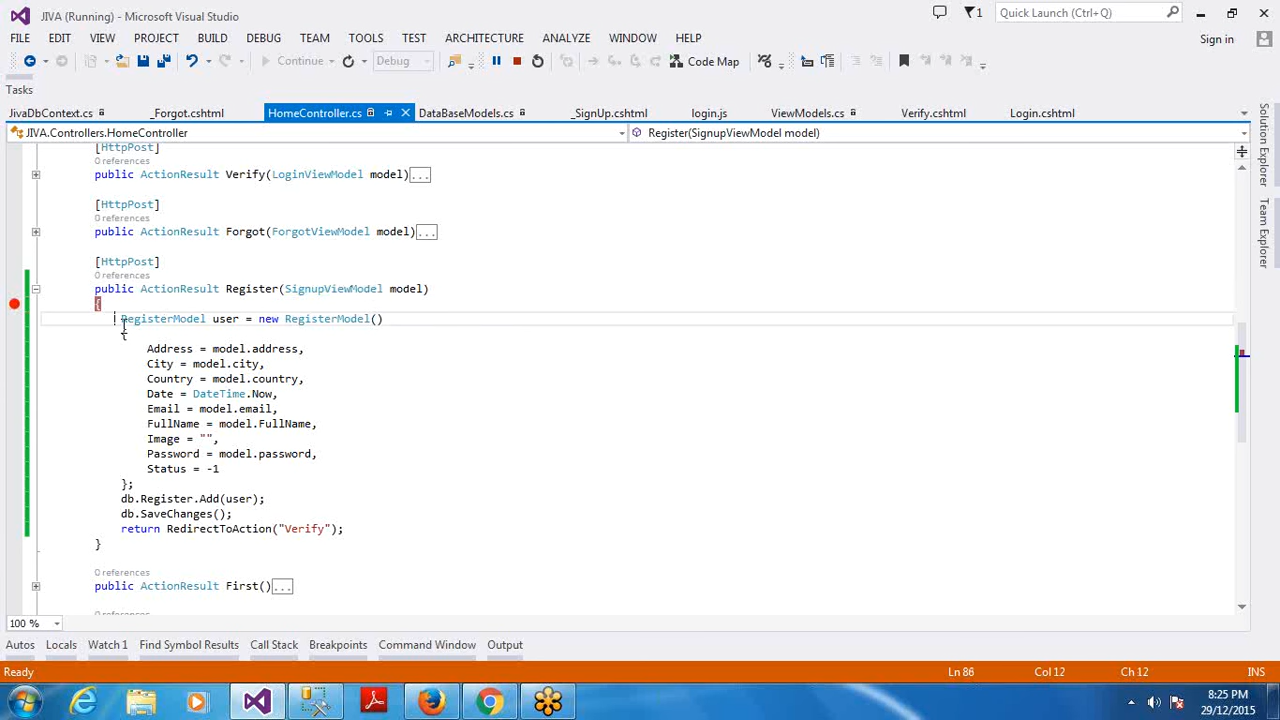 JIVA (Running) - Microsoft Visual Studio
1
Quick Launch (Ctrl+Q)
FILE EDIT VIEW PROJECT BUILD DEBUG TEAM TOOLS TEST ARCHITECTURE ANALYZE WINDOW HELP
Sign in
Continue
Debug
Code Map
Tasks
JivaDbContext.cs _Forgot.cshtml HomeController.cs DataBaseModels.cs _SignUp.cshtml login.js ViewModels.cs Verify.cshtml Login.cshtml
JIVA.Controllers.HomeController
Register(SignupViewModel model)
[HttpPost]
0 references
public ActionResult Verify(LoginViewModel model)...
[HttpPost]
0 references
public ActionResult Forgot(ForgotViewModel model)...
[HttpPost]
0 references
public ActionResult Register(SignupViewModel model)
{
RegisterModel user = new RegisterModel()
{
Address = model.address,
City = model.city,
Country = model.country,
Date = DateTime.Now,
Email = model.email,
FullName = model.FullName,
Image = "",
Password = model.password,
Status = -1
};
db.Register.Add(user);
db.SaveChanges();
return RedirectToAction("Verify");
}
0 references
public ActionResult First()...
Solution Explorer
Team Explorer
100 %
Autos Locals Watch 1 Find Symbol Results Call Stack Breakpoints Command Window Output
Ready
Ln 86
Col 12
Ch 12
INS
8:25 PM
29/12/2015